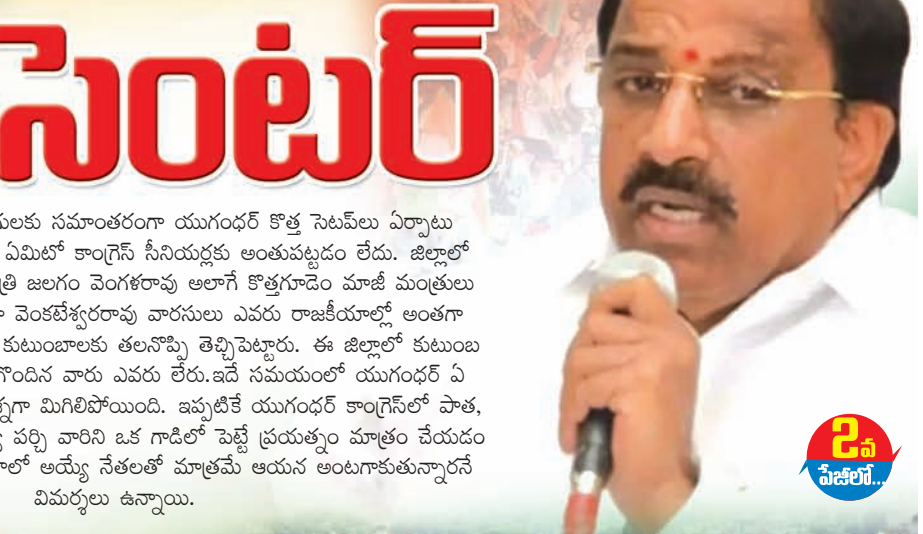 సెంటర్
సమాంతరంగా యుగంధర్ కొత్త సెటప్‌లు ఏర్పాటు
ఏమిటో కాంగ్రెస్ సీనియర్లకు అంతుపట్టడం లేదు. జిల్లాలో
జలగం వెంగళరావు అలాగే కొత్తగూడెం మాజీ మంత్రులు
వెంకటేశ్వరరావు వారసులు ఎవరు రాజకీయాల్లో అంతగా
కుటుంబాలకు తలనొప్పి తెచ్చిపెట్టారు. ఈ జిల్లాలో కుటుంబ
వారు ఎవరు లేరు.ఇదే సమయంలో యుగంధర్ ఏ
మిగిలిపోయింది. ఇప్పటికే యుగంధర్ కాంగ్రెస్‌లో పాత,
పర్చి వారిని ఒక గాడిలో పెట్టే ప్రయత్నం మాత్రం చేయడం
అయ్యే నేతలతో మాత్రమే ఆయన అంటగాకుతున్నారనే
విమర్శలు ఉన్నాయి.
2వ
పేజీలో...